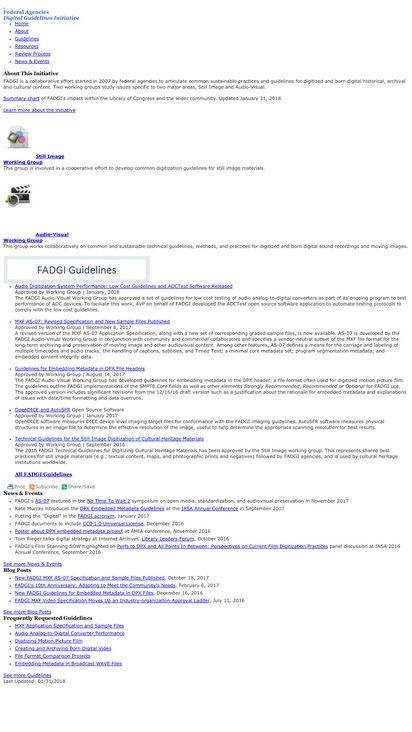 Federal Agencies
Digital Guidelines Initiative
Home
About
Guidelines
Resources
Review Process
News & Events
About This Initiative
FADGI is a collaborative effort started in 2007 by federal agencies to articulate common sustainable practices and guidelines for digitized and born digital historical, archival
and cultural content. Two working groups study issues specific to two major areas, Still Image and Audio-Visual.
Summary chart of FADGI's impact within the Library of Congress and the wider community. Updated January 31, 2018.
Learn more about the initiative
Still Image
Working Group
This group is involved in a cooperative effort to develop common digitization guidelines for still image materials.
Audio-Visual
Working Group
This group works collaboratively on common and sustainable technical guidelines, methods, and practices for digitized and born digital sound recordings and moving images.
FADGI Guidelines
Audio Digitization System Performance: Low Cost Guidelines and ADCTest Software Released
Approved by Working Group | January, 2018
The FADGI Audio-Visual Working Group has approved a set of guidelines for low cost testing of audio analog-to-digital converters as part of its ongoing program to test
performance of ADC devices. To faciliate this work, AVP on behalf of FADGI developed the ADCTest open source software application to automate testing protocols to
comply with the low cost guidelines.
MXF AS-07: Revised Specification and New Sample Files Published
Approved by Working Group | September 8, 2017
A revised version of the MXF AS-07 Application Specification, along with a new set of corresponding graded sample files, is now available. AS-07 is developed by the
FADGI Audio-Visual Working Group in conjunction with community and commercial collaborators and specifies a vendor-neutral subset of the MXF file format for the
long-term archiving and preservation of moving image and other audiovisual content. Among other features, AS-07 defines a means for the carriage and labeling of
multiple timecodes and audio tracks; the handling of captions, subtitles, and Timed Text; a minimal core metadata set; program segmentation metadata; and
embedded content integrity data.
Guidelines for Embedding Metadata in DPX File Headers
Approved by Working Group | August 14, 2017
The FADGI Audio-Visual Working Group has developed guidelines for embedding metadata in the DPX header, a file format often used for digitized motion picture film.
The guidelines outline FADGI implementations of the SMPTE Core fields as well as other elements Strongly Recommended, Recommended or Optional for FADGI use.
The approved version includes significant revisions from the 12/16/16 draft version such as a justification about the rationale for embedded metadata and explanations
of issues with date/time formatting and data overruns.
OpenDICE and AutoSFR Open Source Software
Approved by Working Group | January 2017
OpenDICE software measures DICE device level imaging target files for conformance with the FADGI imaging guidelines. AutoSFR software measures physical
structures in an image file to determine the effective resolution of the image, useful to help determine the appropriate scanning resolution for best results.
Technical Guidelines for the Still Image Digitization of Cultural Heritage Materials
Approved by Working Group | September 2016
The 2016 FADGI Technical Guidelines for Digitizing Cultural Heritage Materials has been approved by the Still Image Working group. This represents shared best
practices for still image materials (e.g., textual content, maps, and photographic prints and negatives) followed by FADGI agencies, and is used by cultural heritage
institutions worldwide.
All FADGI Guidelines
Print Subscribe Share/Save
News & Events
FADGI's AS-07 featured in the No Time To Wait 2 symposium on open media, standardization, and audiovisual preservation in November 2017
Kate Murray introduces the DPX Embedded Metadata Guidelines at the IASA Annual Conference in September 2017
Putting the "Digital" in the FADGI acronym, January 2017
FADGI documents to include CC0 1.0 Universal License, December 2016
Poster about DPX embedded metadata project at AMIA conference, November 2016
Tom Rieger talks digital strategy at Internet Archives' Library Leaders Forum, October 2016
FADGI's Film Scanning SOW highlighted on Perfs to DPX and All Points In Between: Perspectives on Current Film Digitization Practices panel discussion at IASA 2016
Annual Conference, September 2016
See more News & Events
Blog Posts
New FADGI MXF AS-07 Specification and Sample Files Published, October 18, 2017
FADGI's 10th Anniversary: Adapting to Meet the Community's Needs, February 6, 2017
New FADGI Guidelines for Embedded Metadata in DPX Files, December 16, 2016
FADGI MXF Video Specification Moves Up an Industry-organization Approval Ladder, July 11, 2016
See more Blog Posts
Frequently Requested Guidelines
MXF Application Specification and Sample Files
Audio Analog-to-Digital Converter Performance
Digitizing Motion Picture Film
Creating and Archiving Born Digital Video
File Format Comparison Projects
Embedding Metadata in Broadcast WAVE Files
See more Guidelines
Last Updated: 01/31/2018